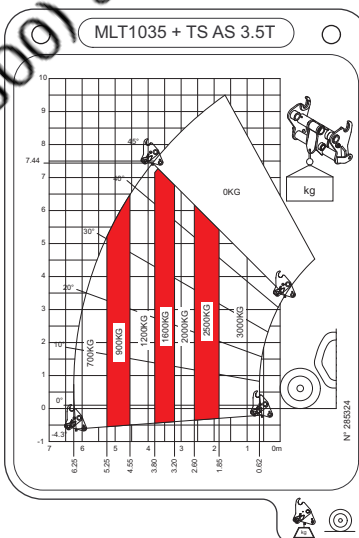 500)
MLT1035 + TS AS 3.5T
10
9
8
7.44
7
6
5
4
3
2
1
0
-1
45°
40°
30°
20°
10°
0°
-4.3°
0KG
kg
700KG
900KG
1200KG
1600KG
2000KG
2500KG
3000KG
7 6 5 4 3 2 1 0m
6.25 5.25 4.55 3.80 3.20 2.60 1.85 0.62
N° 285324
kg